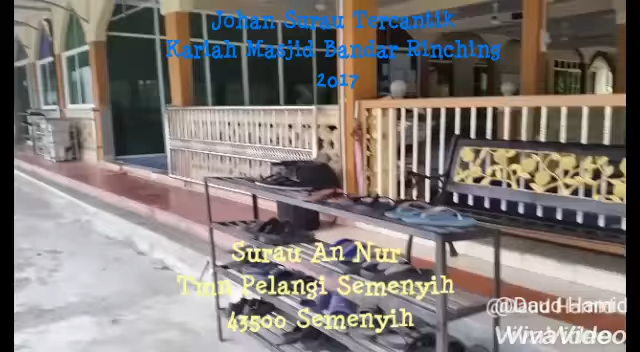 Johan Surau Tercantik
Kariah Masjid Bandar Rinching
2017
Surau An Nur
Tmn Pelangi Semenyih
43500 Semenyih
@Daud Hamid
VivaVideo